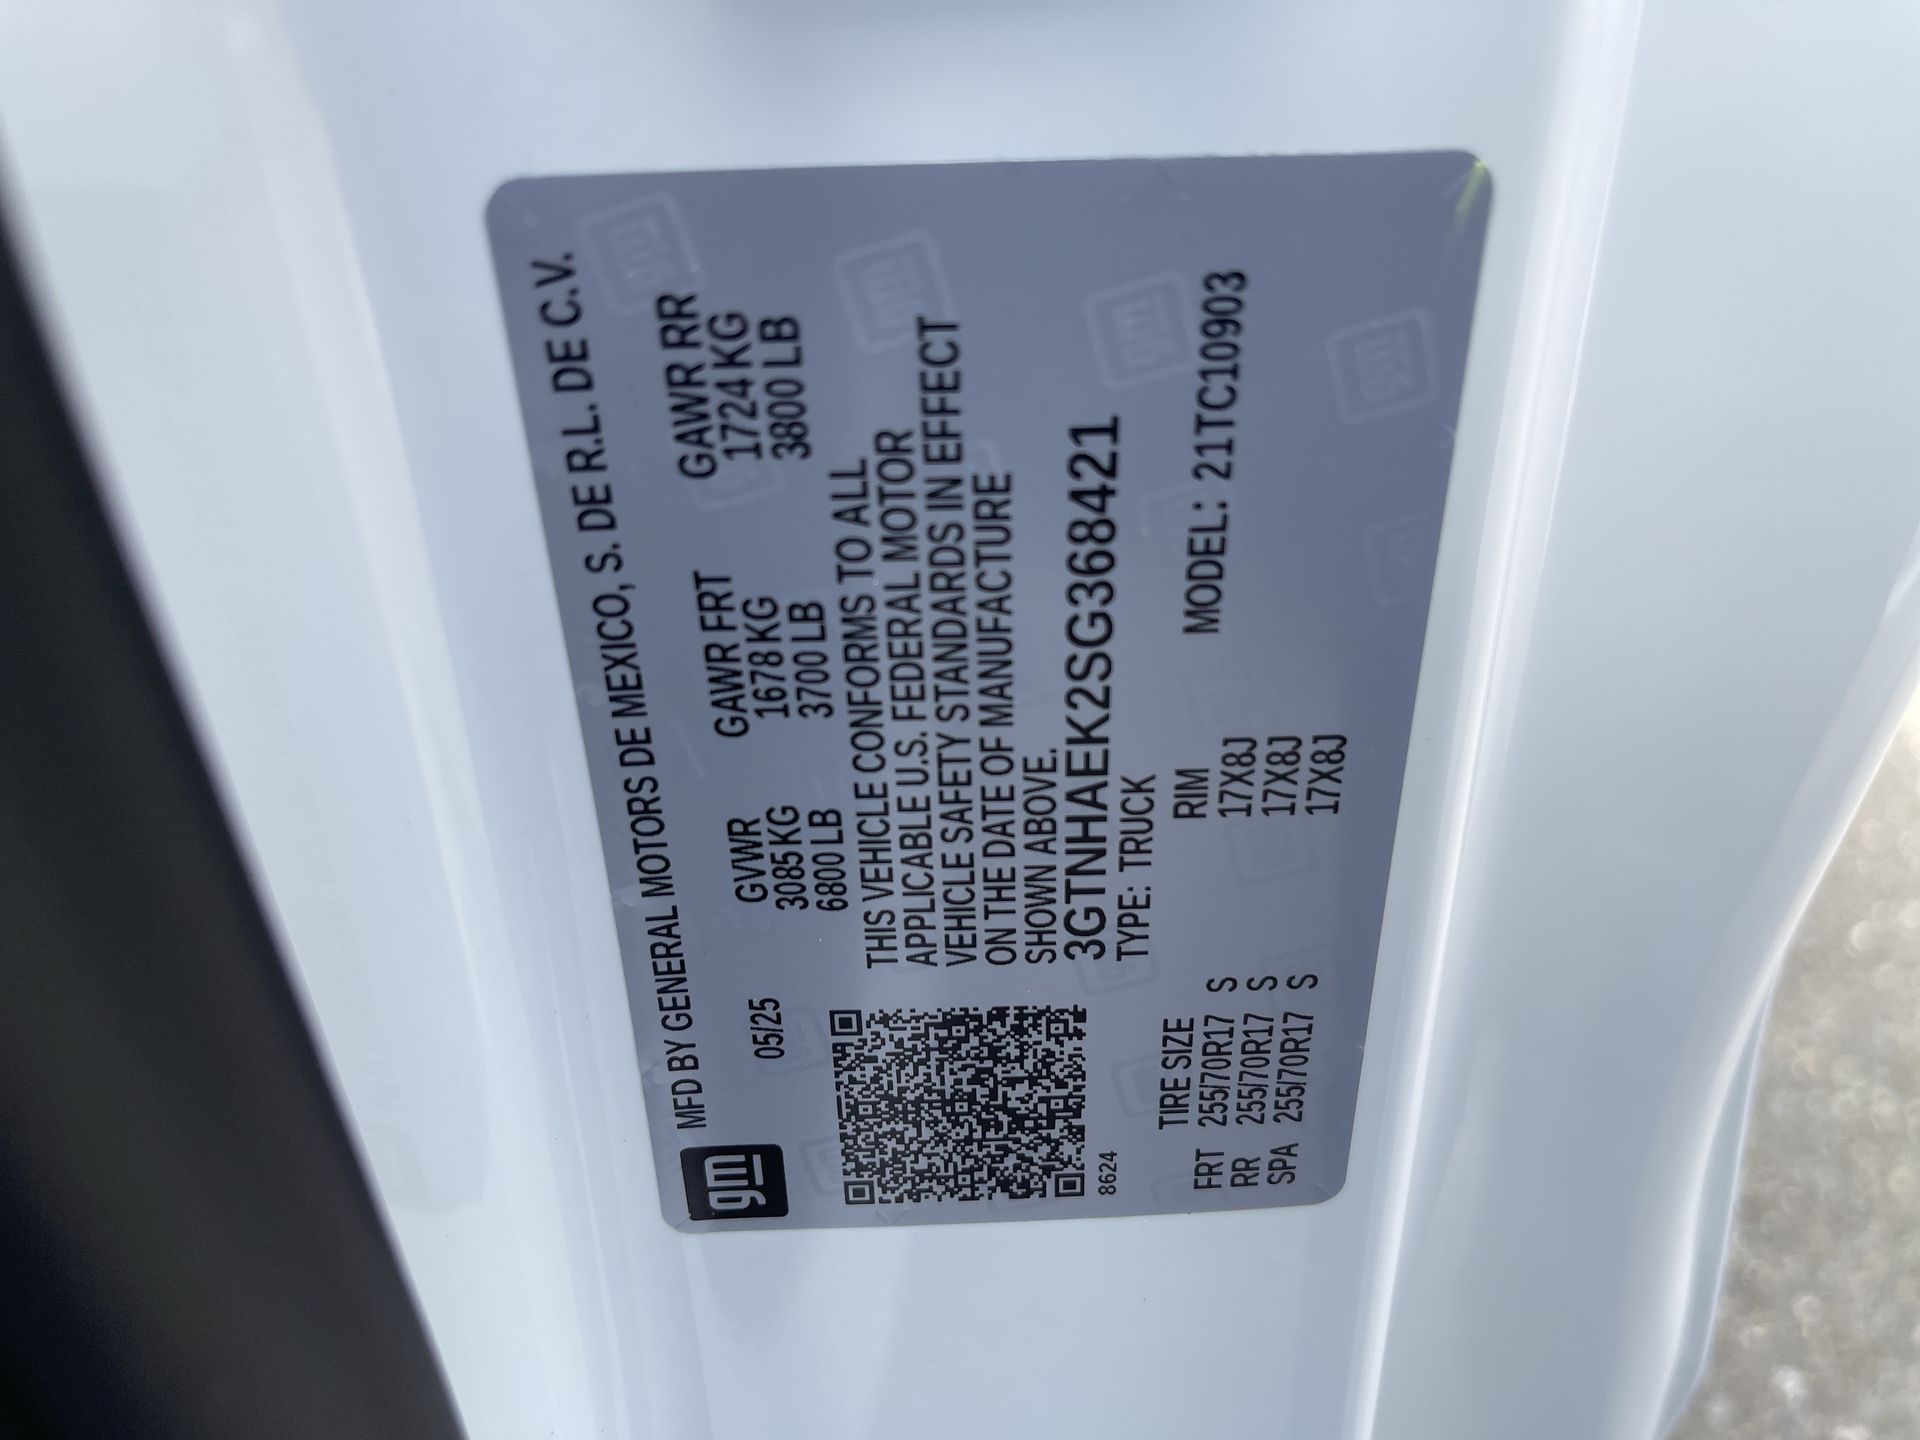 gm
MFD BY GENERAL MOTORS DE MEXICO, S. DE R.L. DE C.V.
05/25
GVWR GAWR FRT GAWR RR
3085 KG 1678 KG 1724 KG
6800 LB 3700 LB 3800 LB
THIS VEHICLE CONFORMS TO ALL
APPLICABLE U.S. FEDERAL MOTOR
VEHICLE SAFETY STANDARDS IN EFFECT
ON THE DATE OF MANUFACTURE
SHOWN ABOVE.
3GTNHAEK2SG368421
8624
TYPE: TRUCK MODEL: 21TC10903
TIRE SIZE RIM
FRT 255/70R17 S 17X8J
RR 255/70R17 S 17X8J
SPA 255/70R17 S 17X8J